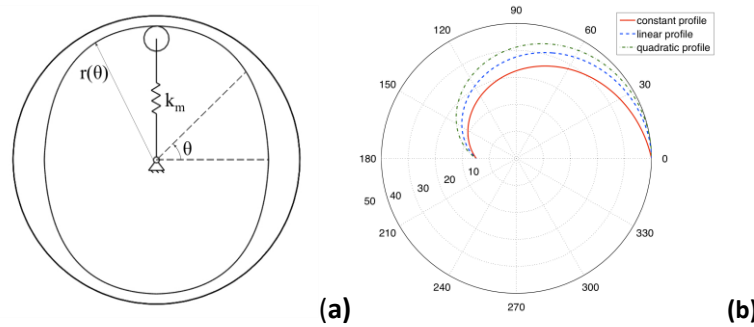 r(θ)
k_m
θ
(a)
90
120
60
150
30
180
0
10
20
30
40
50
210
330
240
300
270
constant profile
linear profile
quadratic profile
(b)